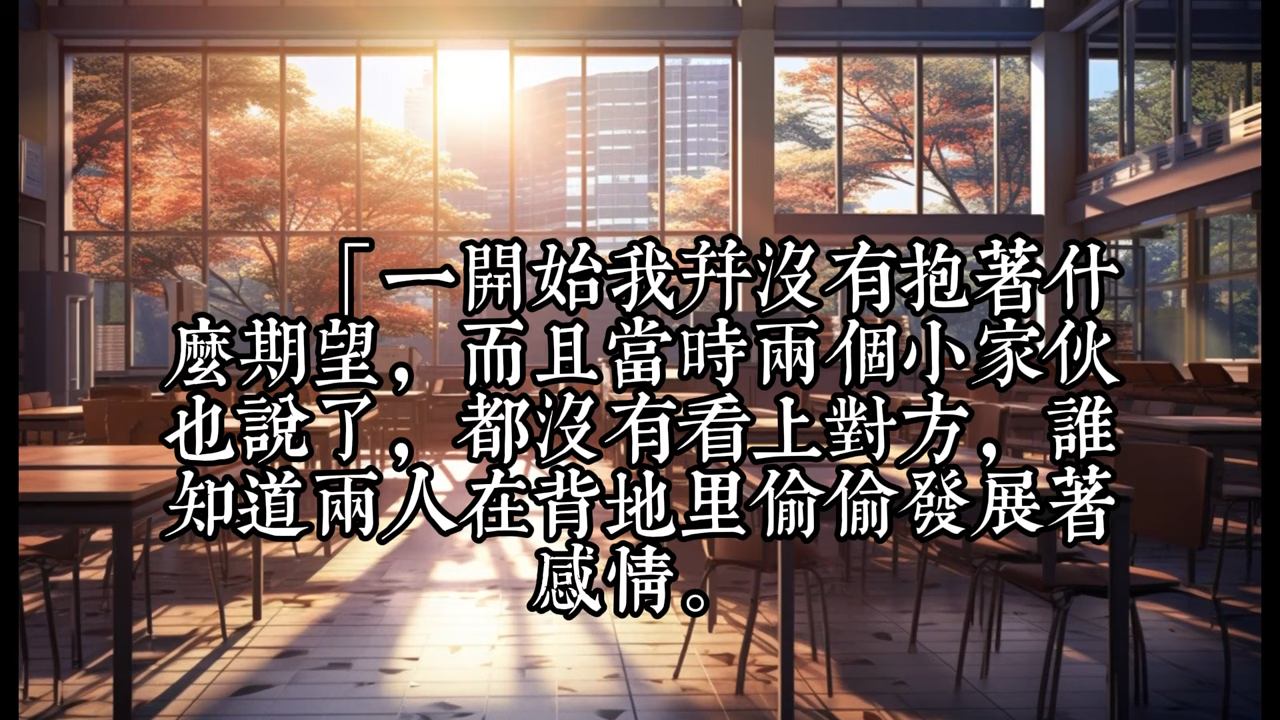 「一開始我并沒有抱著什
麼期望，而且當時兩個小家伙
也說了，都沒有看上對方，誰
知道兩人在背地里偷偷發展著
感情。